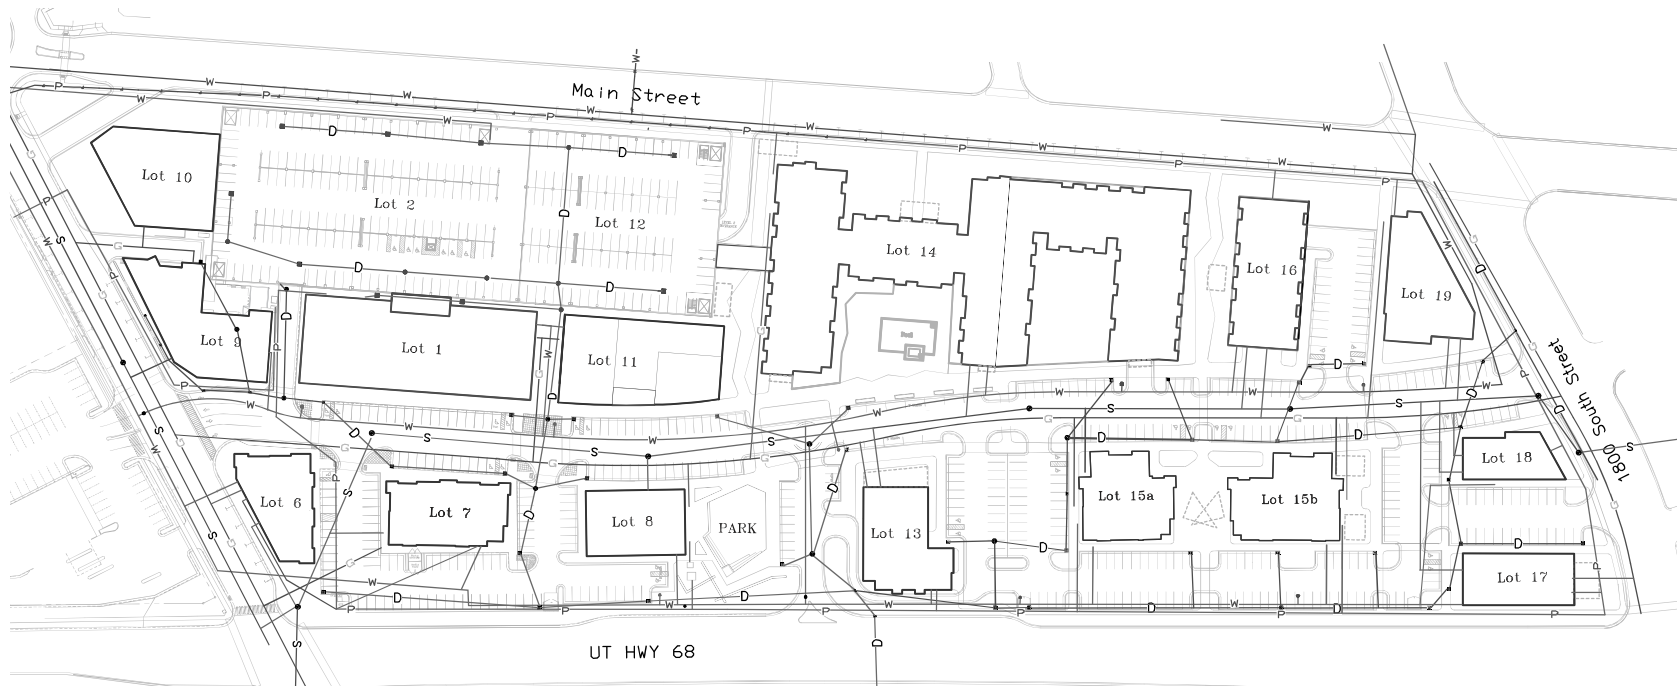 Main Street
Lot 10
Lot 2
Lot 12
Lot 14
Lot 16
Lot 19
Lot 9
Lot 1
Lot 11
1800 South Street
Lot 6
Lot 7
Lot 8
PARK
Lot 13
Lot 15a
Lot 15b
Lot 18
Lot 17
UT HWY 68